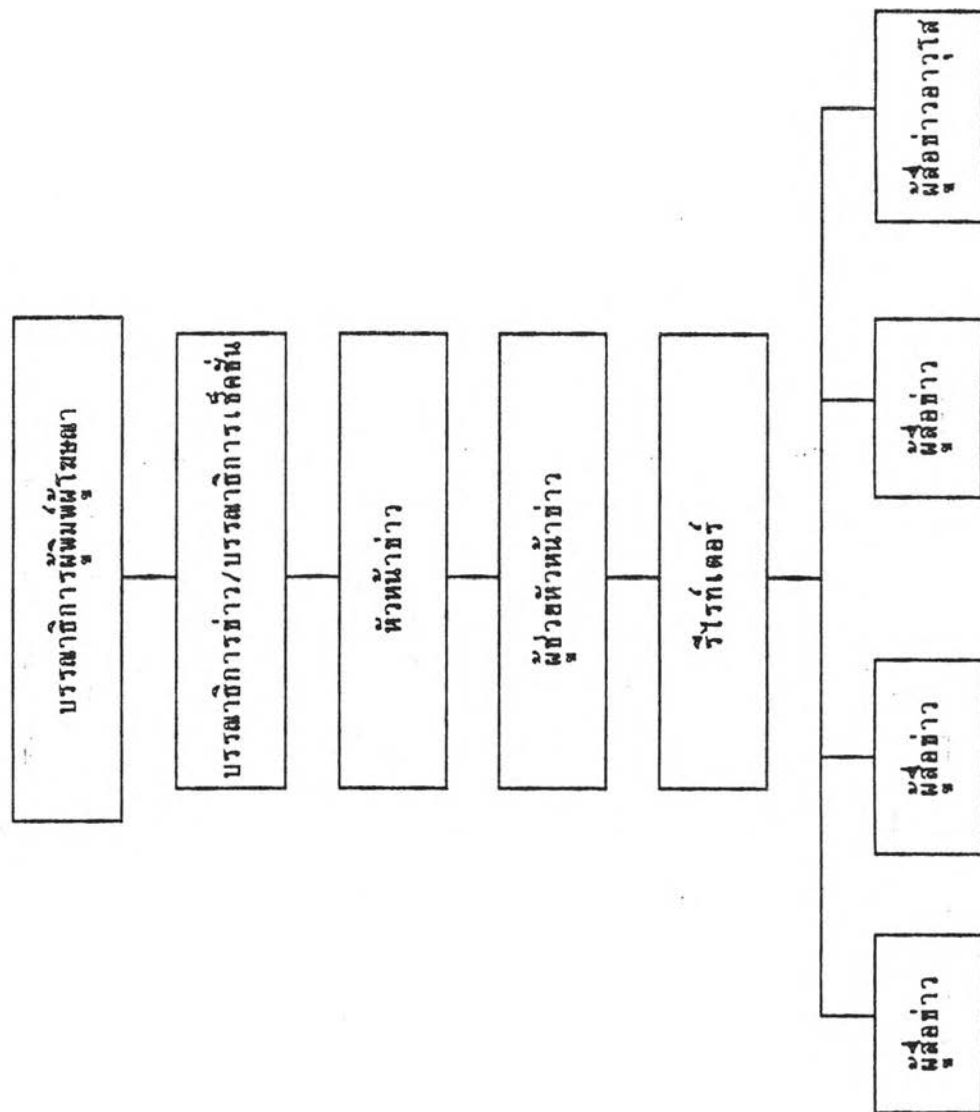 บรรณาธิการผู้พิมพ์ผู้โฆษณา
บรรณาธิการข่าว/บรรณาธิการเซ็คชั่น
หัวหน้าข่าว
ผู้ช่วยหัวหน้าข่าว
รีไรท์เตอร์
ผู้สื่อข่าว
ผู้สื่อข่าว
ผู้สื่อข่าว
ผู้สื่อข่าวอาวุโส